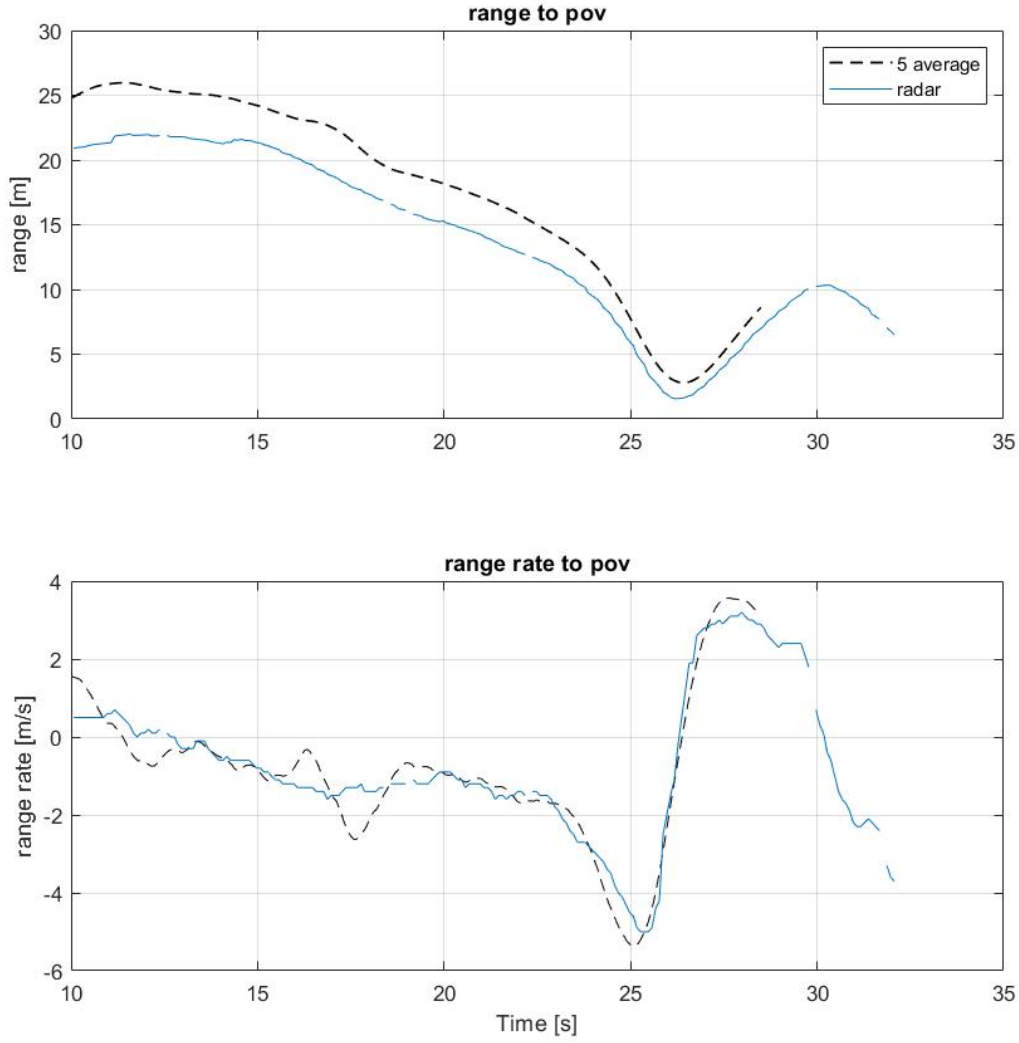 range to pov
30
25
20
15
10
5
0
range [m]
5 average
radar
10 15 20 25 30 35
range rate to pov
4
2
0
-2
-4
-6
range rate [m/s]
10 15 20 25 30 35
Time [s]